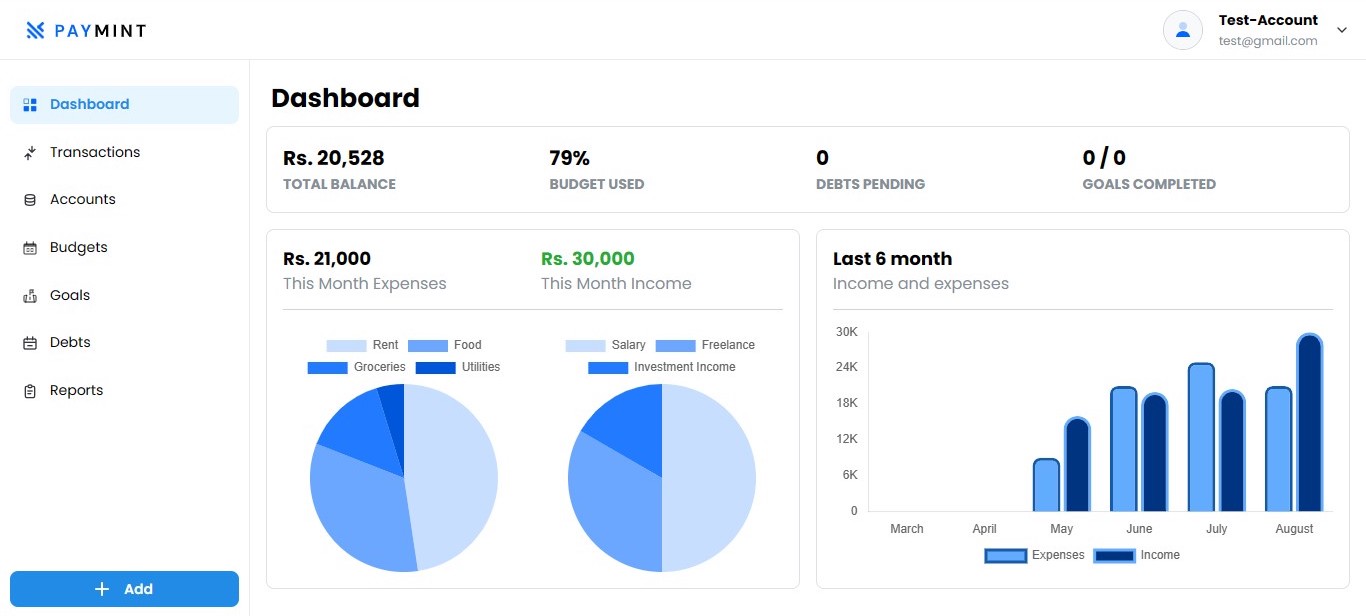 PAYMINT
Test-Account
test@gmail.com
Dashboard
Transactions
Accounts
Budgets
Goals
Debts
Reports
Add
Dashboard
Rs. 20,528
TOTAL BALANCE
79%
BUDGET USED
0
DEBTS PENDING
0 / 0
GOALS COMPLETED
Rs. 21,000
This Month Expenses
Rs. 30,000
This Month Income
Rent Food
Groceries Utilities
Salary Freelance
Investment Income
Last 6 month
Income and expenses
30K
24K
18K
12K
6K
0
March April May June July August
Expenses Income